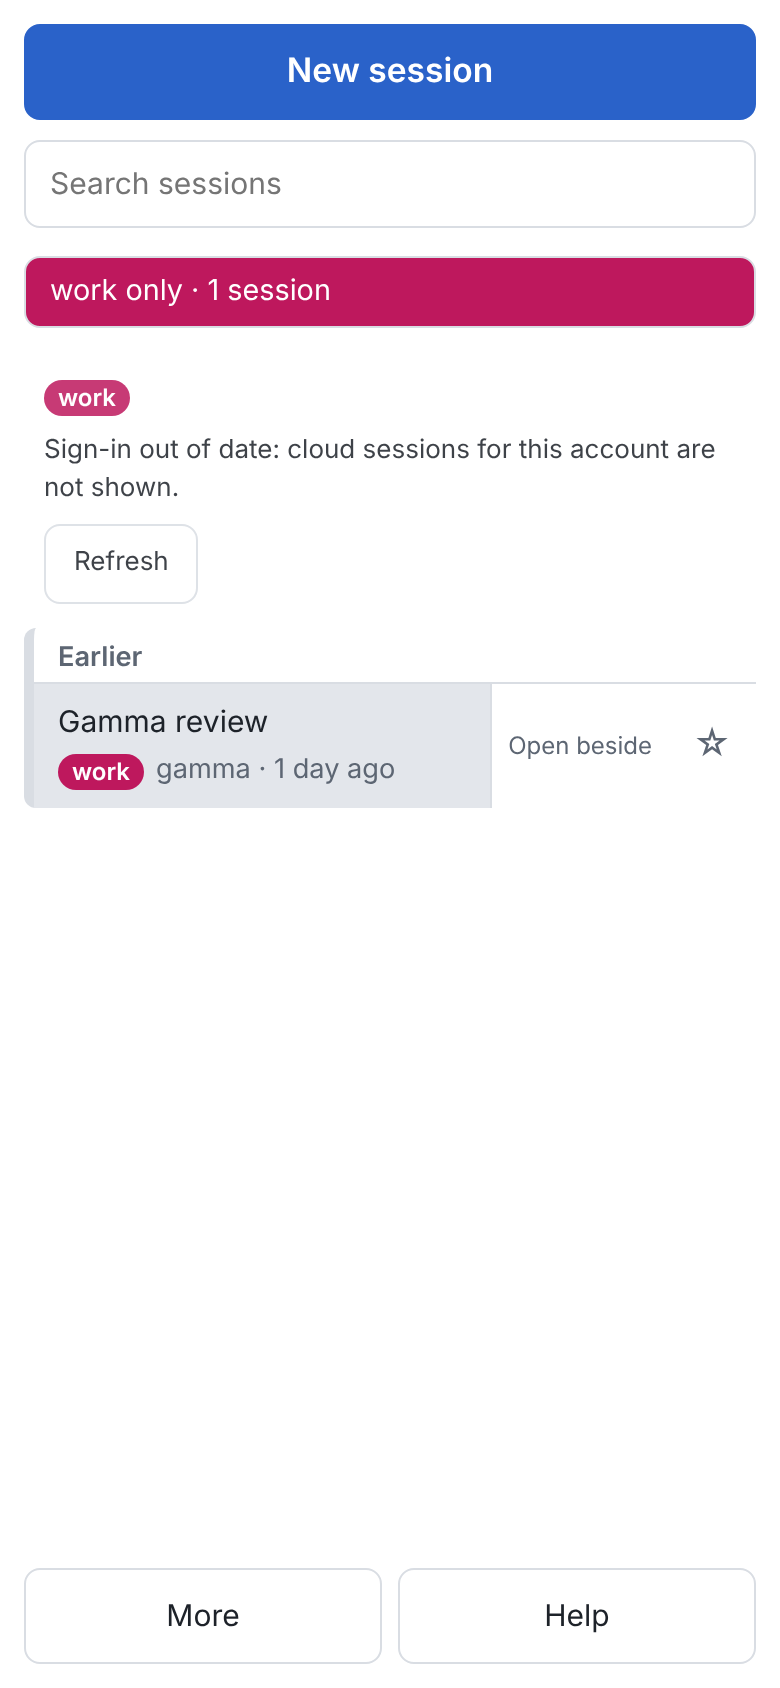 New session
Search sessions
work only · 1 session
work
Sign-in out of date: cloud sessions for this account are
not shown.
Refresh
Earlier
Gamma review
Open beside ☆
work gamma · 1 day ago
More
Help